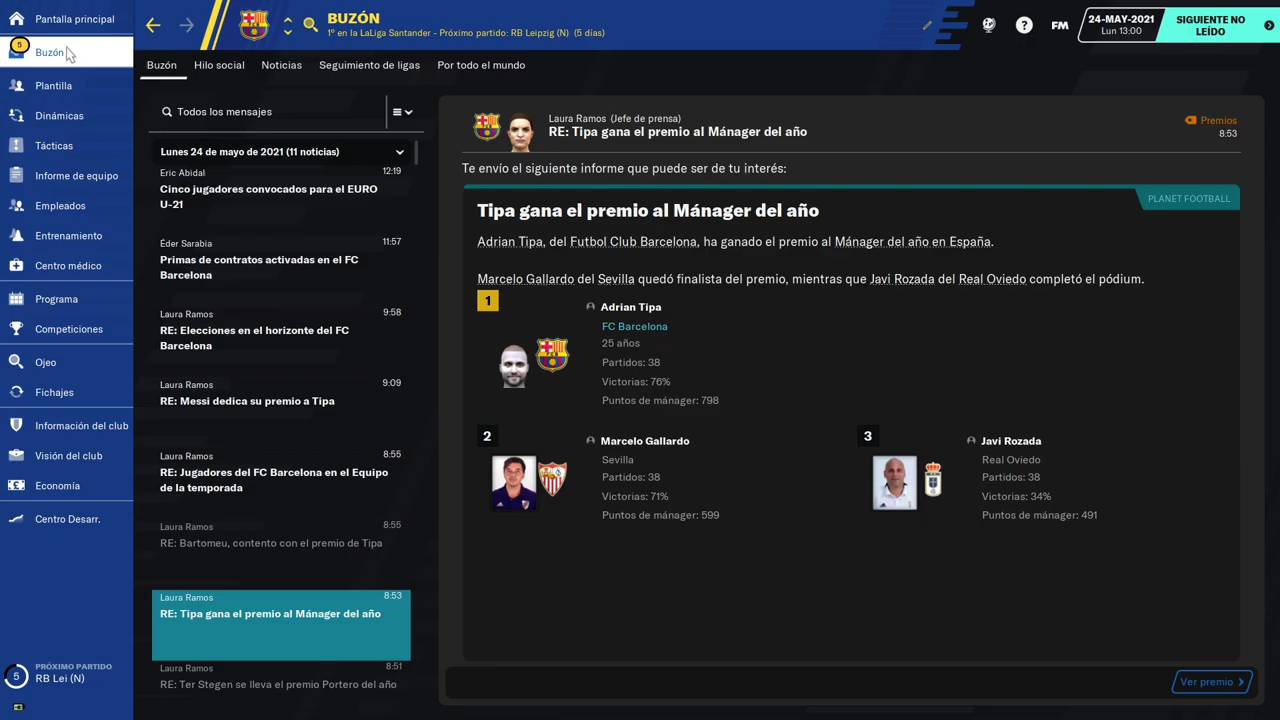 Pantalla principal
5
Buzón
Plantilla
Dinámicas
Tácticas
Informe de equipo
Empleados
Entrenamiento
Centro médico
Programa
Competiciones
Ojeo
Fichajes
Información del club
Visión del club
Economía
Centro Desarr.
5
PRÓXIMO PARTIDO
RB Lei (N)
BUZÓN
1º en la LaLiga Santander - Próximo partido: RB Leipzig (N) (5 días)
?
FM
24-MAY-2021
Lun 13:00
SIGUIENTE NO
LEÍDO
Buzón
Hilo social
Noticias
Seguimiento de ligas
Por todo el mundo
Todos los mensajes
Lunes 24 de mayo de 2021 (11 noticias)
Eric Abidal 12:19
Cinco jugadores convocados para el EURO
U-21
Éder Sarabia 11:57
Primas de contratos activadas en el FC
Barcelona
Laura Ramos 9:58
RE: Elecciones en el horizonte del FC
Barcelona
Laura Ramos 9:09
RE: Messi dedica su premio a Tipa
Laura Ramos 8:55
RE: Jugadores del FC Barcelona en el Equipo
de la temporada
Laura Ramos 8:55
RE: Bartomeu, contento con el premio de Tipa
Laura Ramos 8:53
RE: Tipa gana el premio al Mánager del año
Laura Ramos 8:51
RE: Ter Stegen se lleva el premio Portero del año
Laura Ramos (Jefe de prensa)
RE: Tipa gana el premio al Mánager del año
Premios
8:53
Te envío el siguiente informe que puede ser de tu interés:
PLANET FOOTBALL
Tipa gana el premio al Mánager del año
Adrian Tipa, del Futbol Club Barcelona, ha ganado el premio al Mánager del año en España.
Marcelo Gallardo del Sevilla quedó finalista del premio, mientras que Javi Rozada del Real Oviedo completó el pódium.
1
Adrian Tipa
FC Barcelona
25 años
Partidos: 38
Victorias: 76%
Puntos de mánager: 798
2
Marcelo Gallardo
Sevilla
Partidos: 38
Victorias: 71%
Puntos de mánager: 599
3
Javi Rozada
Real Oviedo
Partidos: 38
Victorias: 34%
Puntos de mánager: 491
Ver premio